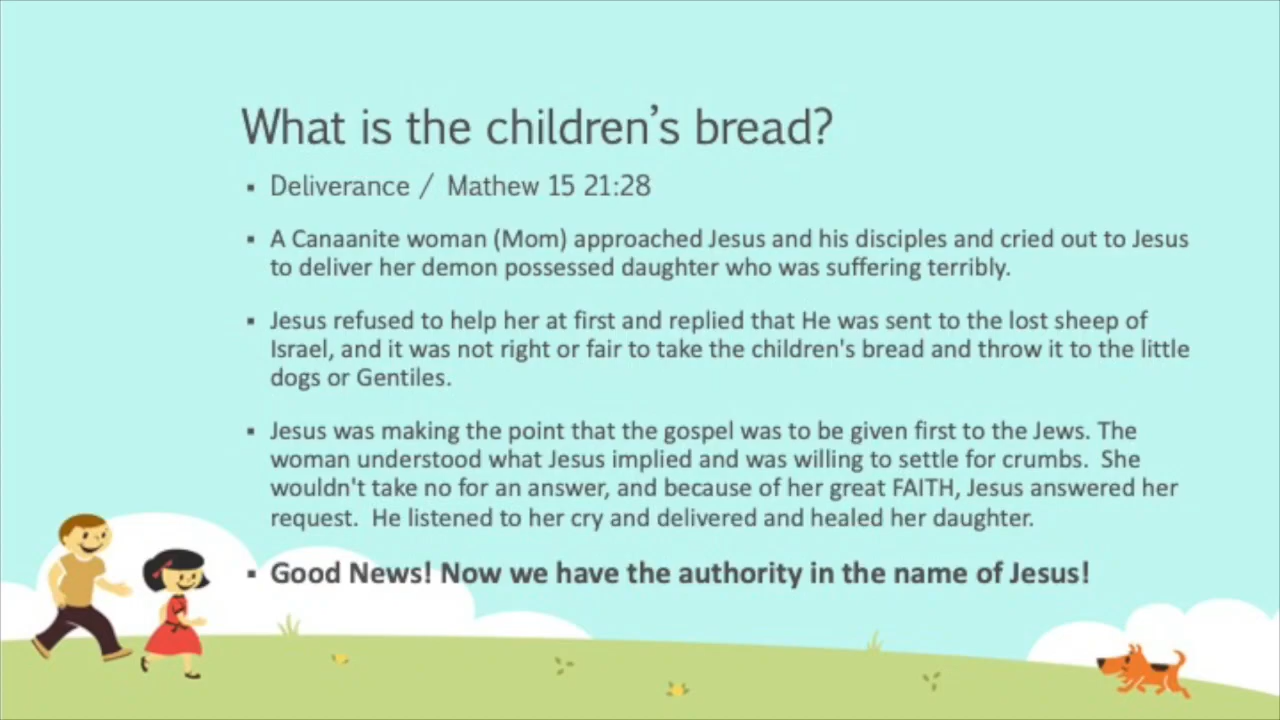 What is the children’s bread?
▪ Deliverance / Mathew 15 21:28
▪ A Canaanite woman (Mom) approached Jesus and his disciples and cried out to Jesus
to deliver her demon possessed daughter who was suffering terribly.
▪ Jesus refused to help her at first and replied that He was sent to the lost sheep of
Israel, and it was not right or fair to take the children's bread and throw it to the little
dogs or Gentiles.
▪ Jesus was making the point that the gospel was to be given first to the Jews. The
woman understood what Jesus implied and was willing to settle for crumbs. She
wouldn't take no for an answer, and because of her great FAITH, Jesus answered her
request. He listened to her cry and delivered and healed her daughter.
▪ Good News! Now we have the authority in the name of Jesus!